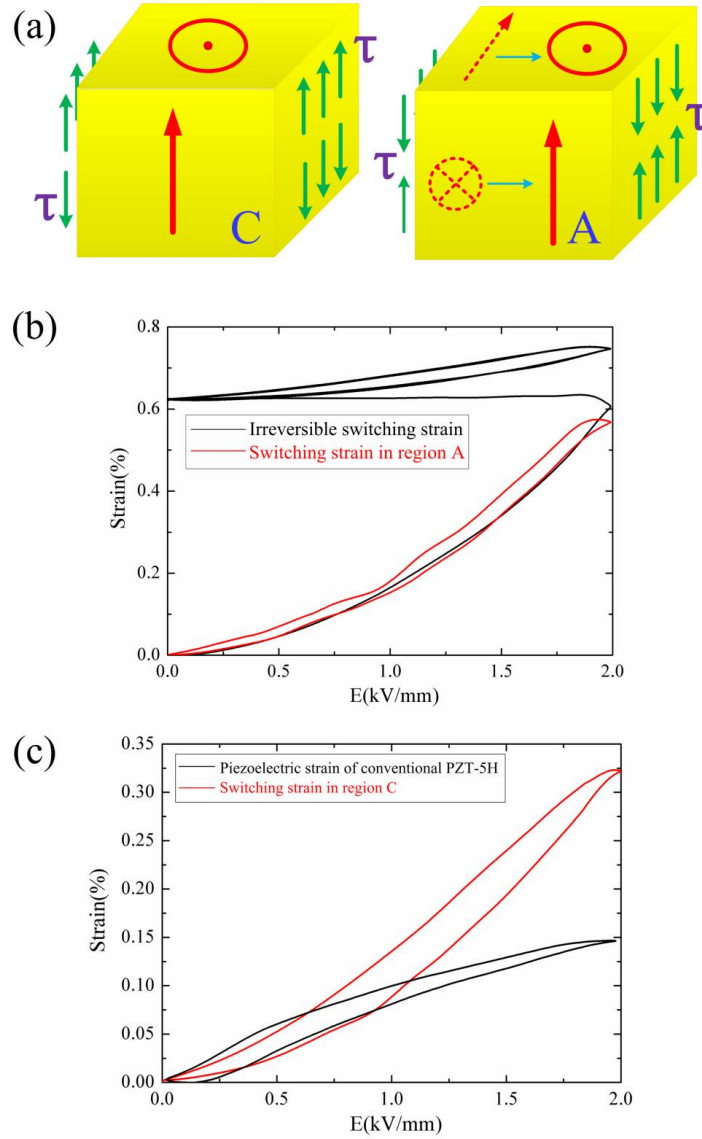 (a)
τ
τ
C
τ
τ
A
(b)
0.8
0.6
0.4
0.2
0.0
Strain(%)
Irreversible switching strain
Switching strain in region A
0.0 0.5 1.0 1.5 2.0
E(kV/mm)
(c)
0.35
0.30
0.25
0.20
0.15
0.10
0.05
0.00
Strain(%)
Piezoelectric strain of conventional PZT-5H
Switching strain in region C
0.0 0.5 1.0 1.5 2.0
E(kV/mm)